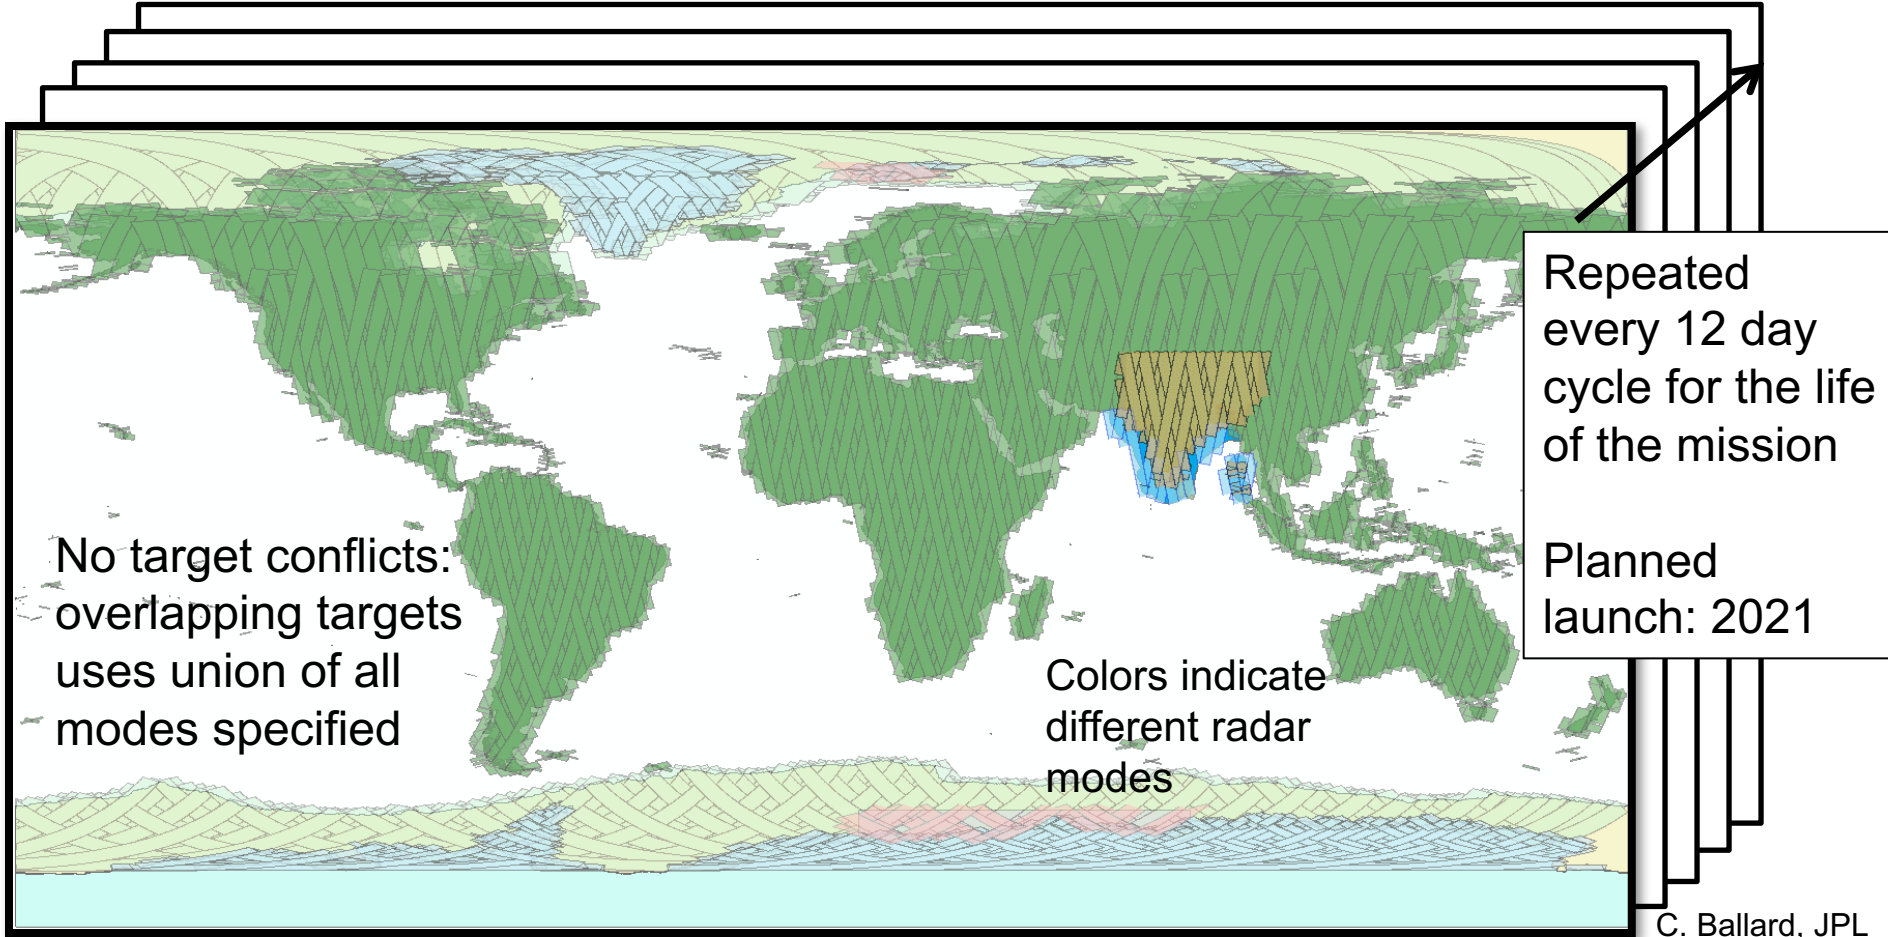 Repeated
every 12 day
cycle for the life
of the mission
Planned
launch: 2021
No target conflicts:
overlapping targets
uses union of all
modes specified
Colors indicate
different radar
modes
C. Ballard, JPL